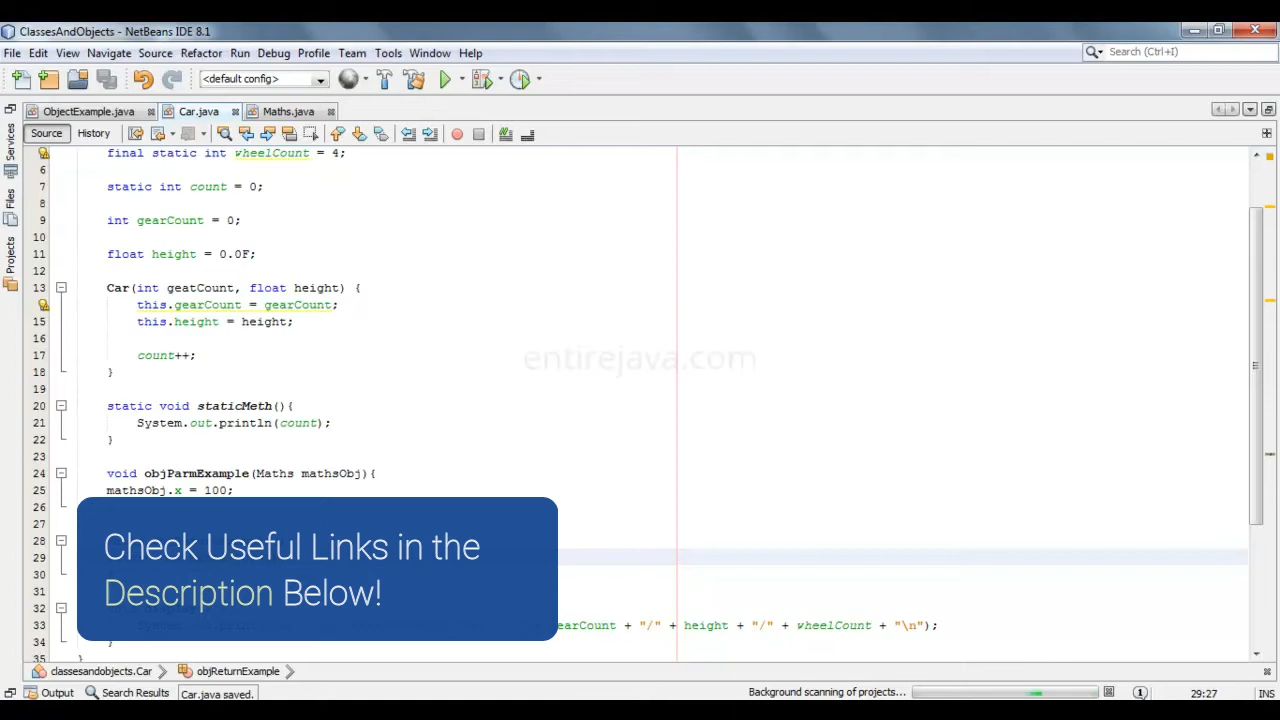 ClassesAndObjects - NetBeans IDE 8.1
File Edit View Navigate Source Refactor Run Debug Profile Team Tools Window Help
Search (Ctrl+I)
<default config>
ObjectExample.java Car.java Maths.java
Source History
Services
Files
Projects
final static int wheelCount = 4;
6
7 static int count = 0;
8
9 int gearCount = 0;
10
11 float height = 0.0F;
12
13 Car(int geatCount, float height) {
this.gearCount = gearCount;
15 this.height = height;
16
17 count++;
18 }
19
20 static void staticMeth(){
21 System.out.println(count);
22 }
23
24 void objParmExample(Maths mathsObj){
25 mathsObj.x = 100;
26
27
28
29
30
31
32
33 earCount + "/" + height + "/" + wheelCount + "\n");
34 }
35 }
entirejava.com
Check Useful Links in the
Description Below!
classesandobjects.Car objReturnExample
Output Search Results Car.java saved. Background scanning of projects... 1 29:27 INS